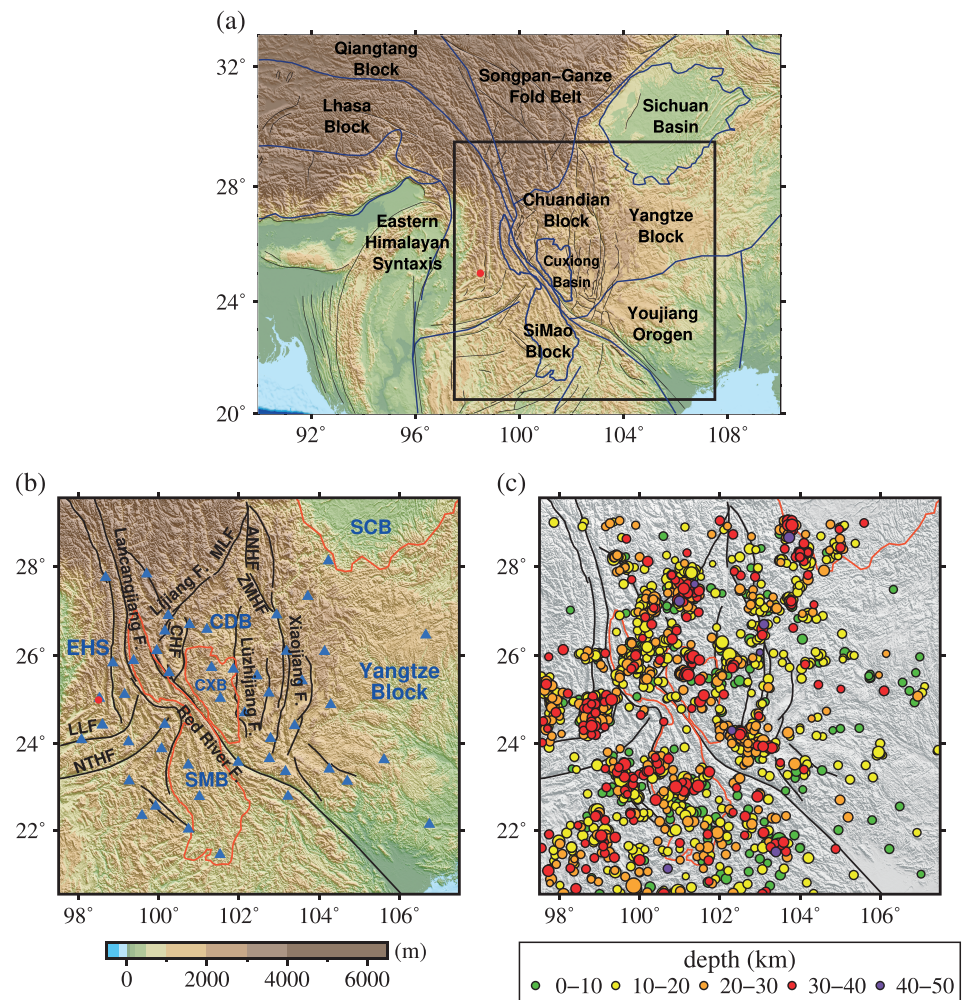 (a)
32°
28°
24°
20°
92°
96°
100°
104°
108°
Qiangtang
Block
Songpan−Ganze
Fold Belt
Lhasa
Block
Sichuan
Basin
Chuandian
Block
Yangtze
Block
Eastern
Himalayan
Syntaxis
Cuxiong
Basin
Youjiang
Orogen
SiMao
Block
(b)
28°
26°
24°
22°
98°
100°
102°
104°
106°
SCB
Lancangjiang F.
Lijiang F.
MLF
ANHF
ZMHF
CHF
CDB
EHS
CXB
Luzhijiang F.
Xiaojiang F.
Yangtze
Block
LLF
NTHF
Red River F.
SMB
0
2000
4000
6000
(m)
(c)
28°
26°
24°
22°
98°
100°
102°
104°
106°
depth (km)
0−10
10−20
20−30
30−40
40−50